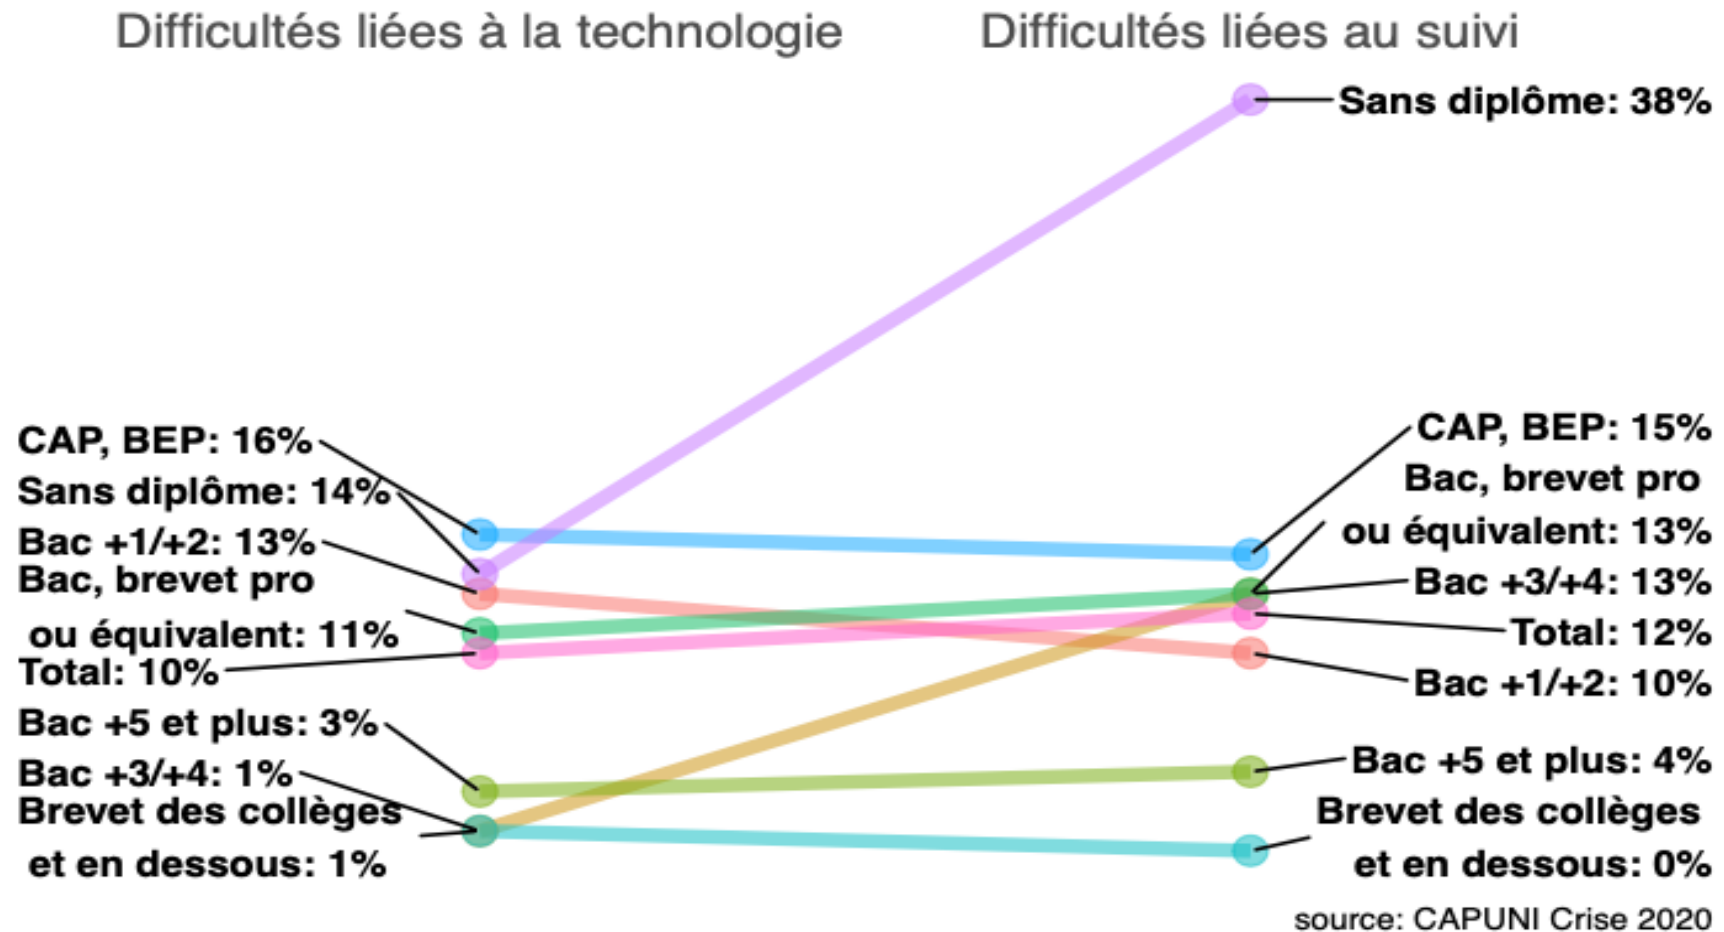 Difficultés liées à la technologie
Difficultés liées au suivi
CAP, BEP: 16%
Sans diplôme: 14%
Bac +1/+2: 13%
Bac, brevet pro
ou équivalent: 11%
Total: 10%
Bac +5 et plus: 3%
Bac +3/+4: 1%
Brevet des collèges
et en dessous: 1%
Sans diplôme: 38%
CAP, BEP: 15%
Bac, brevet pro
ou équivalent: 13%
Bac +3/+4: 13%
Total: 12%
Bac +1/+2: 10%
Bac +5 et plus: 4%
Brevet des collèges
et en dessous: 0%
source: CAPUNI Crise 2020